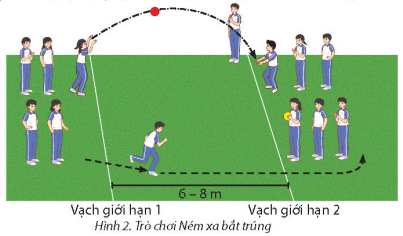 6 – 8 m
Vạch giới hạn 1 Vạch giới hạn 2
Hình 2. Trò chơi Ném xa bắt trúng